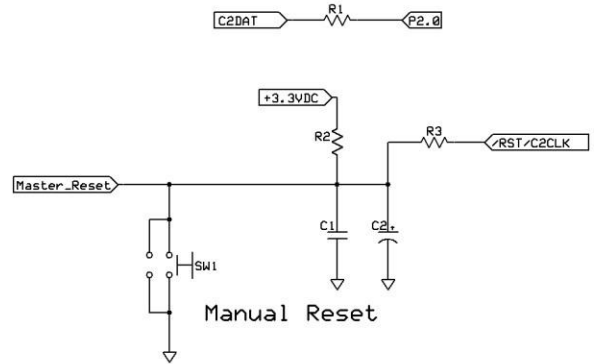 C2DAT R1 P2.0
+3.3VDC
R2 R3 /RST/C2CLK
Master_Reset
C1 C2+
SW1
Manual Reset